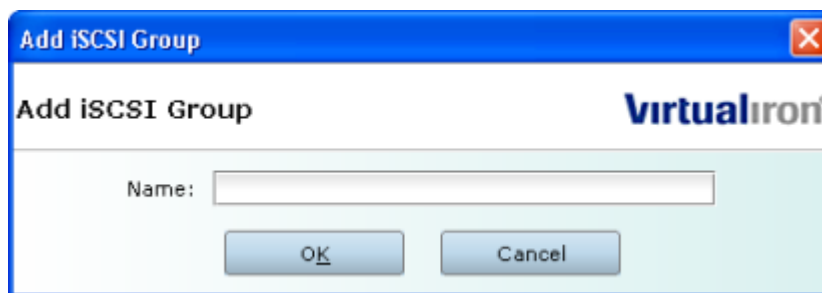 Add iSCSI Group
Add iSCSI Group
Virtualiron
Name:
OK
Cancel